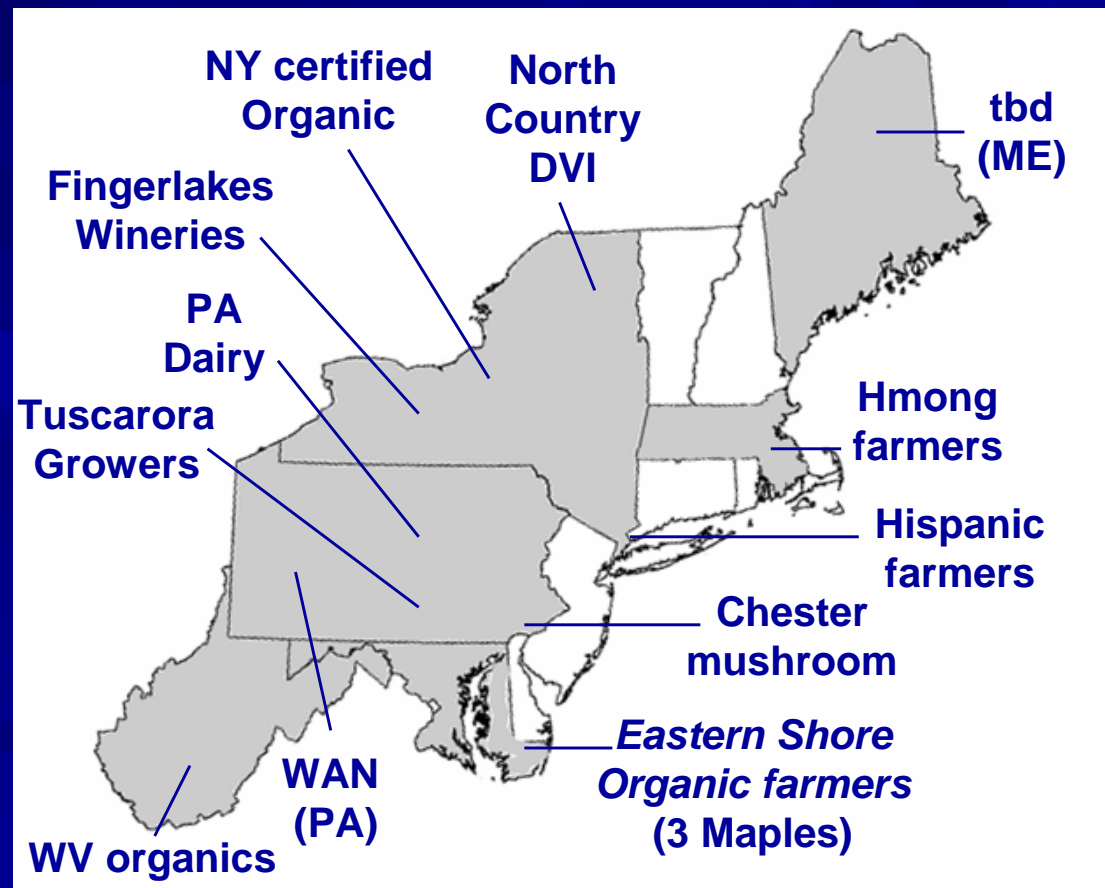 NY certified
Organic
North
Country
DVI
tbd
(ME)
Fingerlakes
Wineries
PA
Dairy
Tuscarora
Growers
Hmong
farmers
Hispanic
farmers
Chester
mushroom
Eastern Shore
Organic farmers
(3 Maples)
WAN
(PA)
WV organics